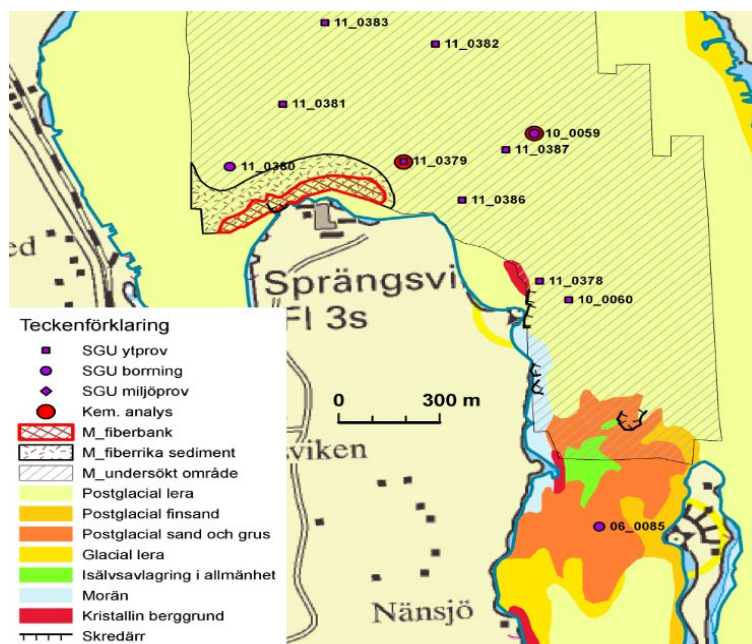 11_0383
11_0382
11_0381
10_0059
11_0387
11_0380
11_0379
11_0386
11_0378
10_0060
ed
Sprängsvi
Fl 3s
0 300 m
viken
06_0085
Nänsjö
Teckenförklaring
SGU ytprov
SGU borrning
SGU miljöprov
Kem. analys
M_fiberbank
M_fiberrika sediment
M_undersökt område
Postglacial lera
Postglacial finsand
Postglacial sand och grus
Glacial lera
Isälvsavlagring i allmänhet
Morän
Kristallin berggrund
Skredärr